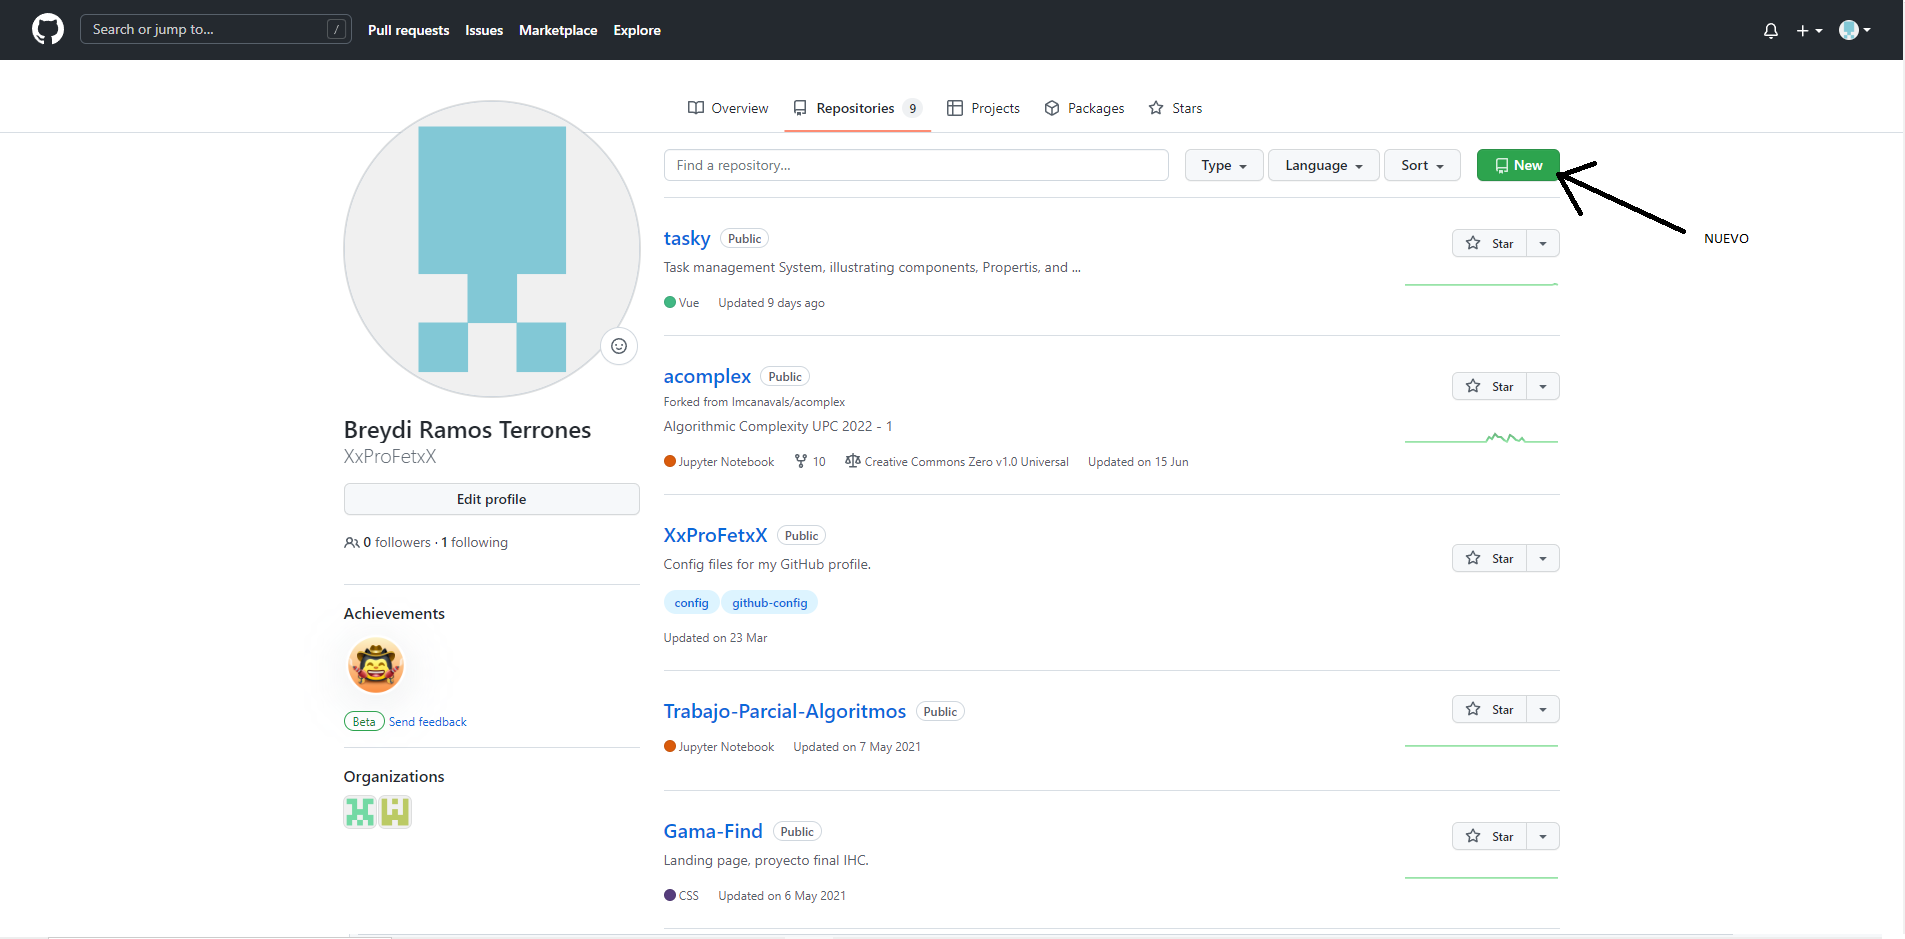 Search or jump to... /
Pull requests Issues Marketplace Explore
Overview Repositories 9 Projects Packages Stars
Find a repository... Type Language Sort New
NUEVO
tasky Public
Star
Task management System, illustrating components, Propertis, and ...
Vue Updated 9 days ago
acomplex Public
Star
Forked from lmcanavals/acomplex
Algorithmic Complexity UPC 2022 - 1
Jupyter Notebook 10 Creative Commons Zero v1.0 Universal Updated on 15 Jun
Breydi Ramos Terrones
XxProFetxX
Edit profile
0 followers · 1 following
XxProFetxX Public
Star
Config files for my GitHub profile.
config github-config
Updated on 23 Mar
Achievements
Beta Send feedback
Trabajo-Parcial-Algoritmos Public
Star
Jupyter Notebook Updated on 7 May 2021
Organizations
Gama-Find Public
Star
Landing page, proyecto final IHC.
CSS Updated on 6 May 2021